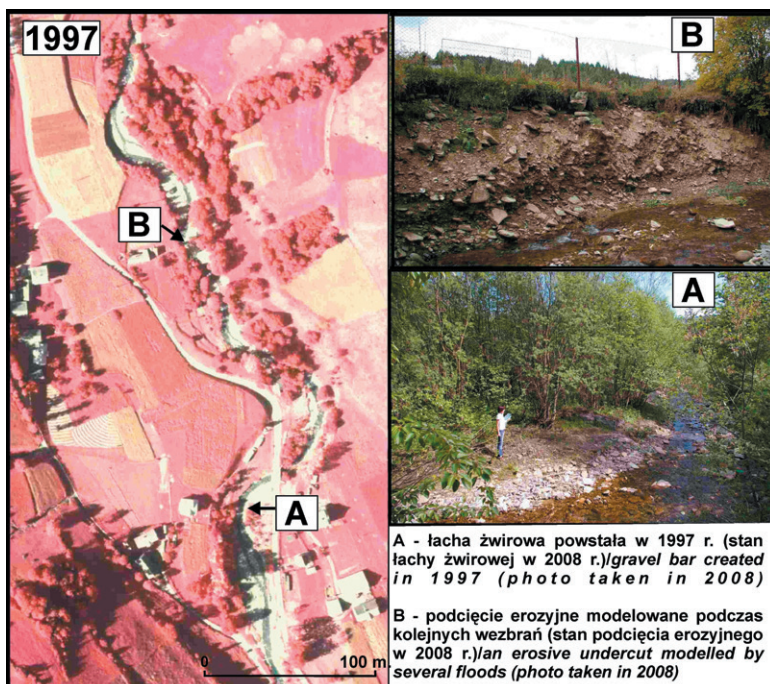 1997
B
A
0 100 m.
B
A
A - łacha żwirowa powstała w 1997 r. (stan
łachy żwirowej w 2008 r.)/gravel bar created
in 1997 (photo taken in 2008)
B - podcięcie erozyjne modelowane podczas
kolejnych wezbrań (stan podcięcia erozyjnego
w 2008 r.)/an erosive undercut modelled by
several floods (photo taken in 2008)